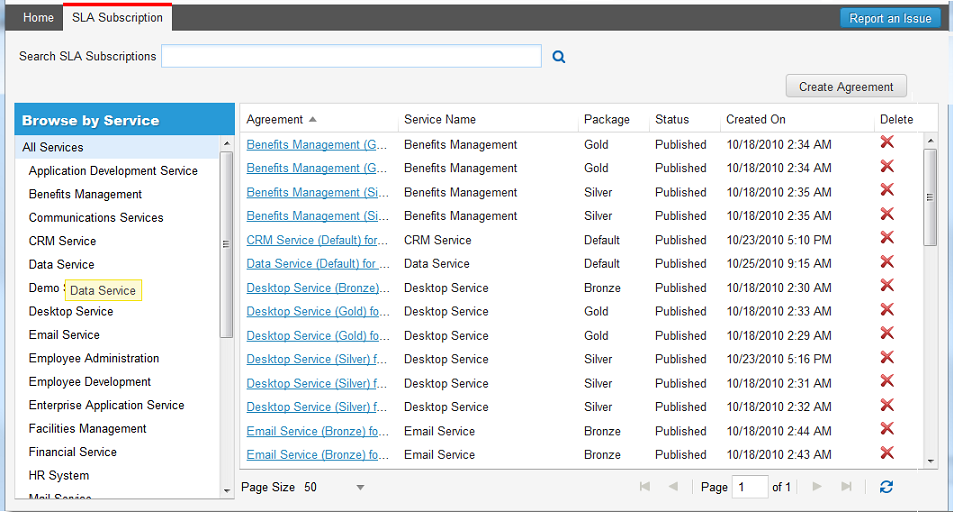 Home SLA Subscription Report an Issue
Search SLA Subscriptions
Create Agreement
Browse by Service
All Services
Application Development Service
Benefits Management
Communications Services
CRM Service
Data Service
Demo
Data Service
Desktop Service
Email Service
Employee Administration
Employee Development
Enterprise Application Service
Facilities Management
Financial Service
HR System
Mail Service
Agreement Service Name Package Status Created On Delete
Benefits Management (G... Benefits Management Gold Published 10/18/2010 2:34 AM
Benefits Management (G... Benefits Management Gold Published 10/18/2010 2:34 AM
Benefits Management (Si... Benefits Management Silver Published 10/18/2010 2:35 AM
Benefits Management (Si... Benefits Management Silver Published 10/18/2010 2:35 AM
CRM Service (Default) for... CRM Service Default Published 10/23/2010 5:10 PM
Data Service (Default) for ... Data Service Default Published 10/25/2010 9:15 AM
Desktop Service (Bronze)... Desktop Service Bronze Published 10/18/2010 2:30 AM
Desktop Service (Gold) fo... Desktop Service Gold Published 10/18/2010 2:33 AM
Desktop Service (Gold) fo... Desktop Service Gold Published 10/18/2010 2:29 AM
Desktop Service (Silver) f... Desktop Service Silver Published 10/23/2010 5:16 PM
Desktop Service (Silver) f... Desktop Service Silver Published 10/18/2010 2:31 AM
Desktop Service (Silver) f... Desktop Service Silver Published 10/18/2010 2:32 AM
Email Service (Bronze) fo... Email Service Bronze Published 10/18/2010 2:44 AM
Email Service (Bronze) fo... Email Service Bronze Published 10/18/2010 2:43 AM
Page Size 50 Page 1 of 1